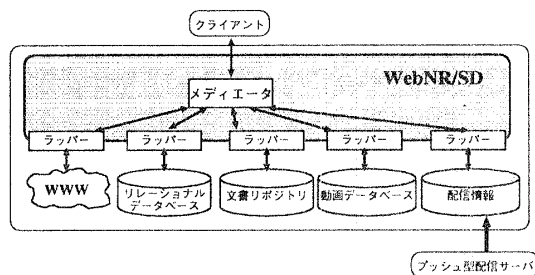 クライアント
WebNR/SD
メディエータ
ラッパー
ラッパー
ラッパー
ラッパー
ラッパー
WWW
リレーショナル
データベース
文書リポジトリ
動画データベース
配信情報
プッシュ型配信サーバ